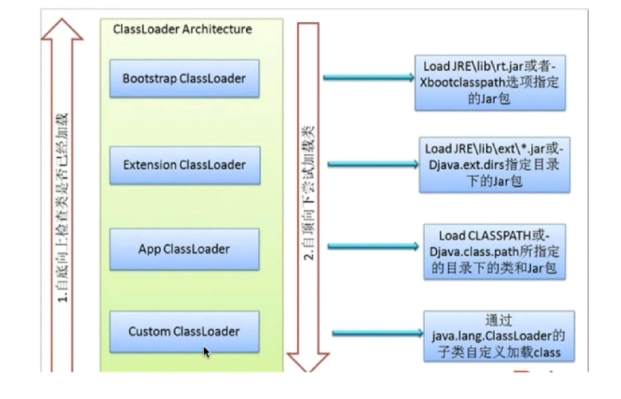 ClassLoader Architecture
Bootstrap ClassLoader
Extension ClassLoader
App ClassLoader
Custom ClassLoader
1.自底向上检查类是否已经加载
2.自顶向下尝试加载类
Load JRE\lib\rt.jar或者-
Xbootclasspath选项指定
的Jar包
Load JRE\lib\ext\*.jar或-
Djava.ext.dirs指定目录
下的Jar包
Load CLASSPATH或-
Djava.class.path所指定
的目录下的类和Jar包
通过
java.lang.ClassLoader的
子类自定义加载class